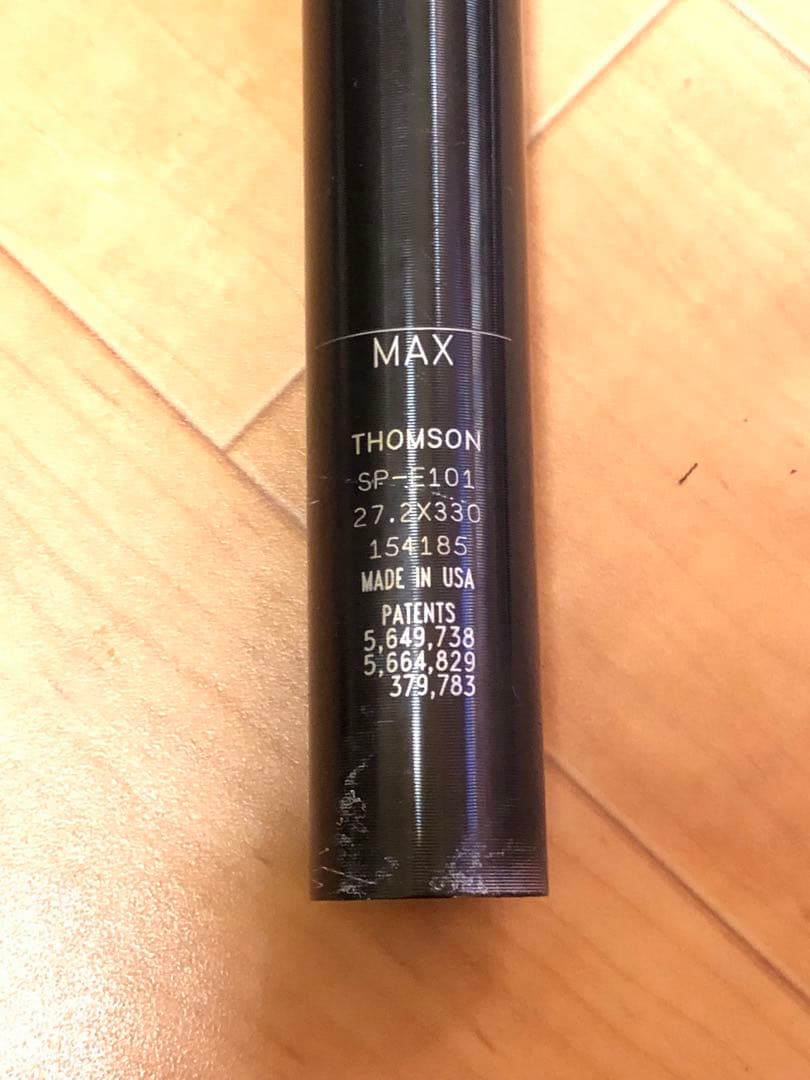 MAX
THOMSON
SP-E101
27.2X330
154185
MADE IN USA
PATENTS
5,649,738
5,664,829
379,783